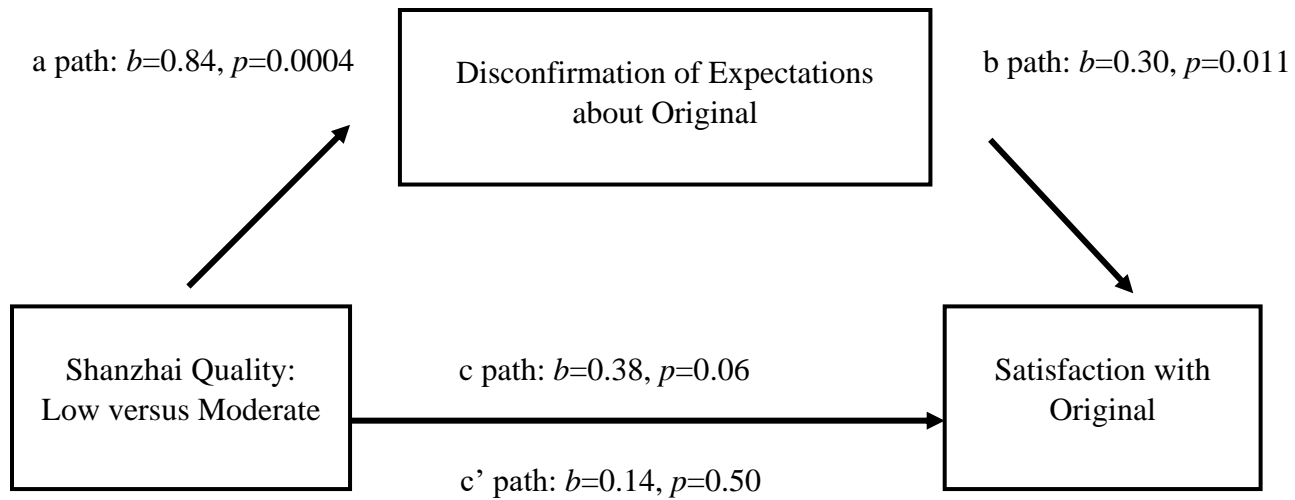 a path: b=0.84, p=0.0004
Disconfirmation of Expectations
about Original
b path: b=0.30, p=0.011
Shanzhai Quality:
Low versus Moderate
c path: b=0.38, p=0.06
c’ path: b=0.14, p=0.50
Satisfaction with
Original